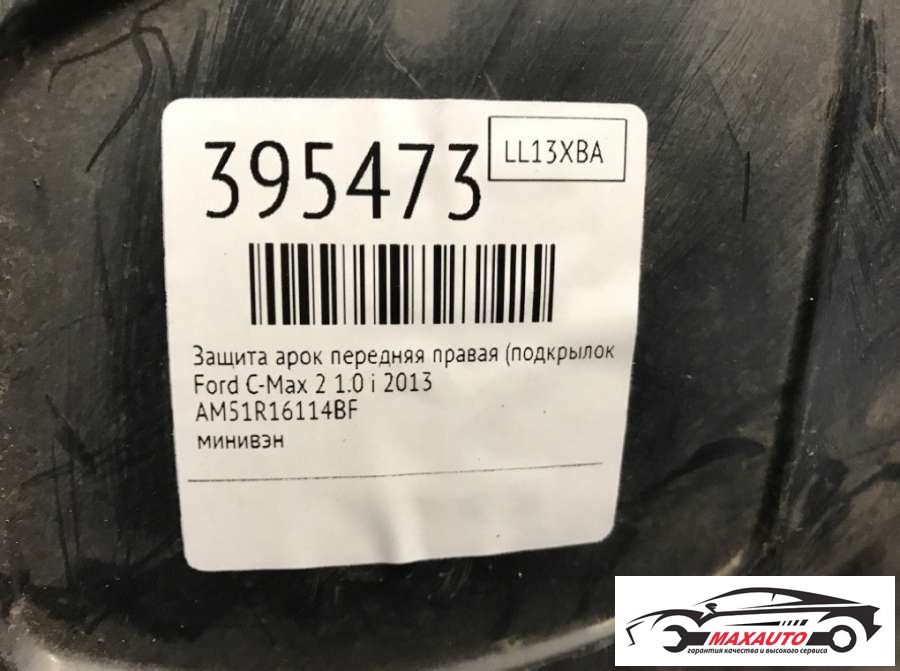 395473
LL13XBA
Защита арок передняя правая (подкрылок
Ford C-Max 2 1.0 i 2013
AM51R16114BF
минивэн
MAXAUTO
гарантия качества и высокого сервиса